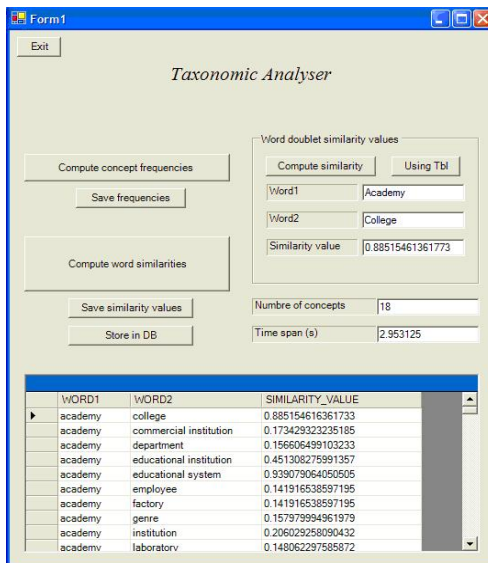 Form1
Exit
Taxonomic Analyser
Word doublet similarity values
Compute concept frequencies
Compute similarity
Using Tbl
Save frequencies
Word1
Academy
Word2
College
Compute word similarities
Similarity value
0.88515461361773
Save similarity values
Numbre of concepts
18
Store in DB
Time span (s)
2.953125
WORD1 WORD2 SIMILARITY_VALUE
academy college 0.885154616361733
academy commercial institution 0.173429323235185
academy department 0.156606499103233
academy educational institution 0.451308275991357
academy educational system 0.939079064050505
academy employee 0.141916538597195
academy factory 0.141916538597195
academy genre 0.157979994961979
academy institution 0.206029258090432
academy laboratory 0.148062297585872